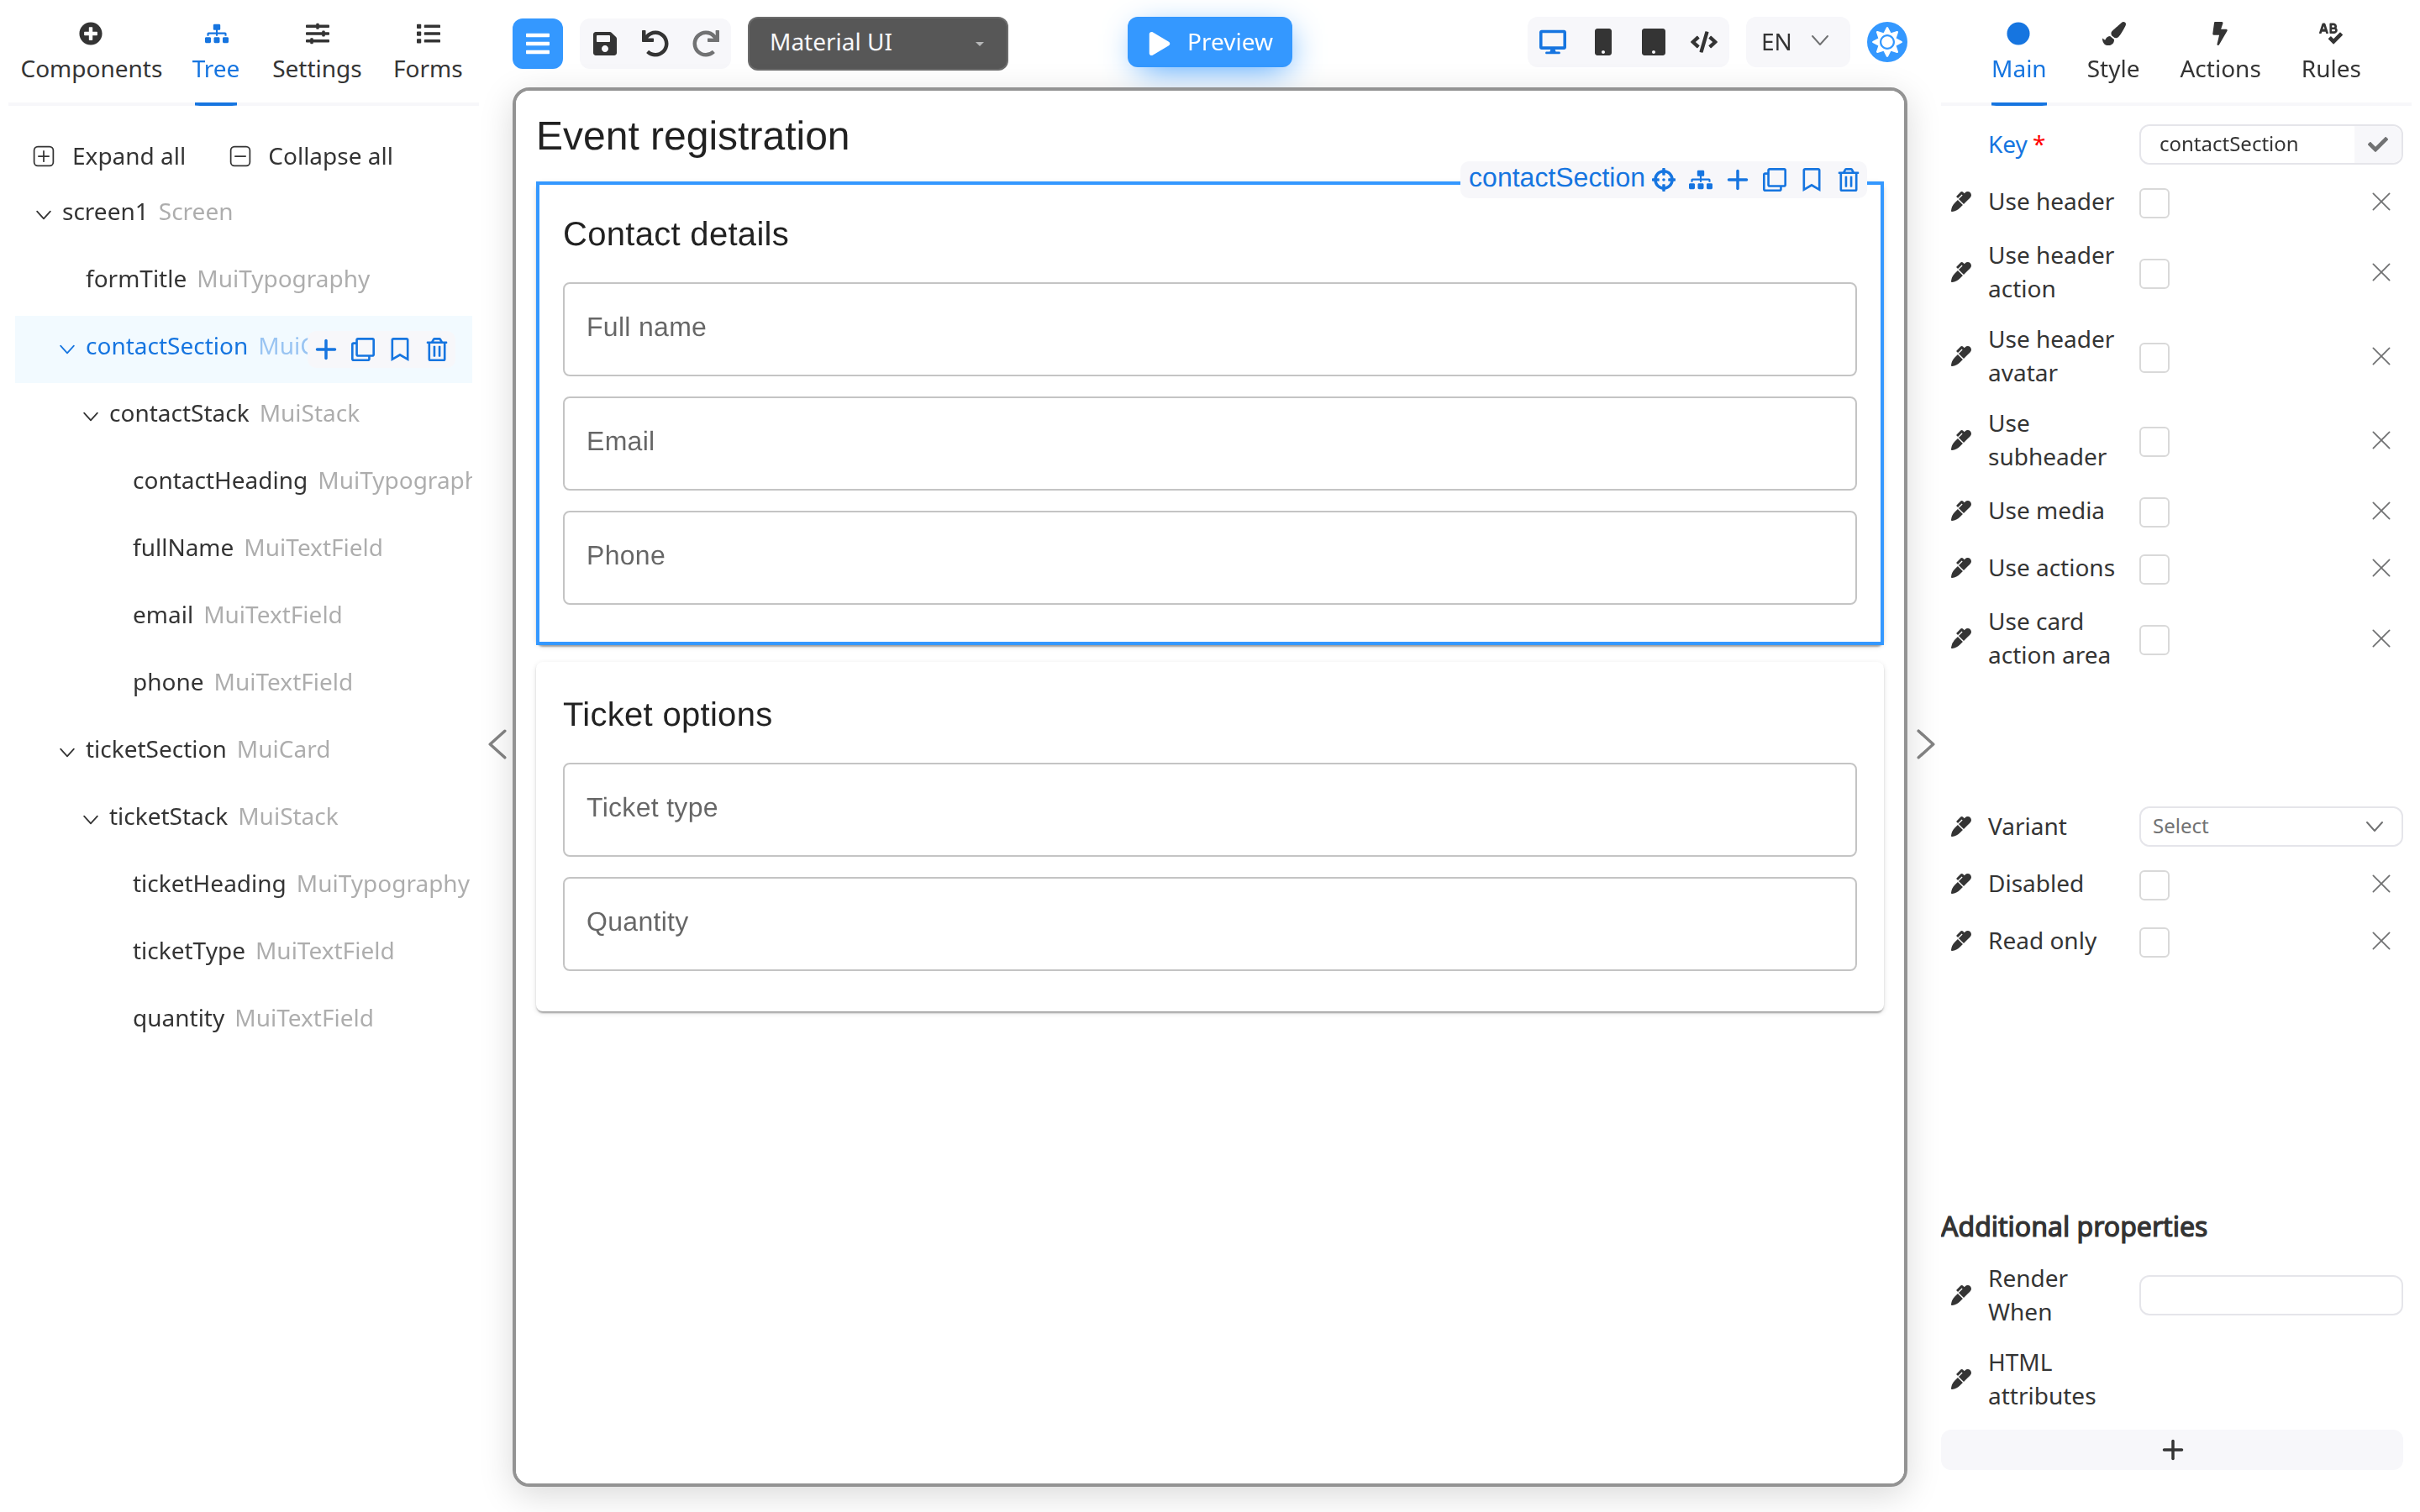 Components
Tree
Settings
Forms
Material UI
Preview
EN
Main
Style
Actions
AB
Rules
Expand all
Collapse all
screen1 Screen
formTitle MuiTypography
contactSection MuiC
contactStack MuiStack
contactHeading MuiTypograph
fullName MuiTextField
email MuiTextField
phone MuiTextField
ticketSection MuiCard
ticketStack MuiStack
ticketHeading MuiTypography
ticketType MuiTextField
quantity MuiTextField
Event registration
contactSection
Contact details
Full name
Email
Phone
Ticket options
Ticket type
Quantity
Key *
contactSection
Use header
Use header
action
Use header
avatar
Use
subheader
Use media
Use actions
Use card
action area
Variant
Select
Disabled
Read only
Additional properties
Render
When
HTML
attributes